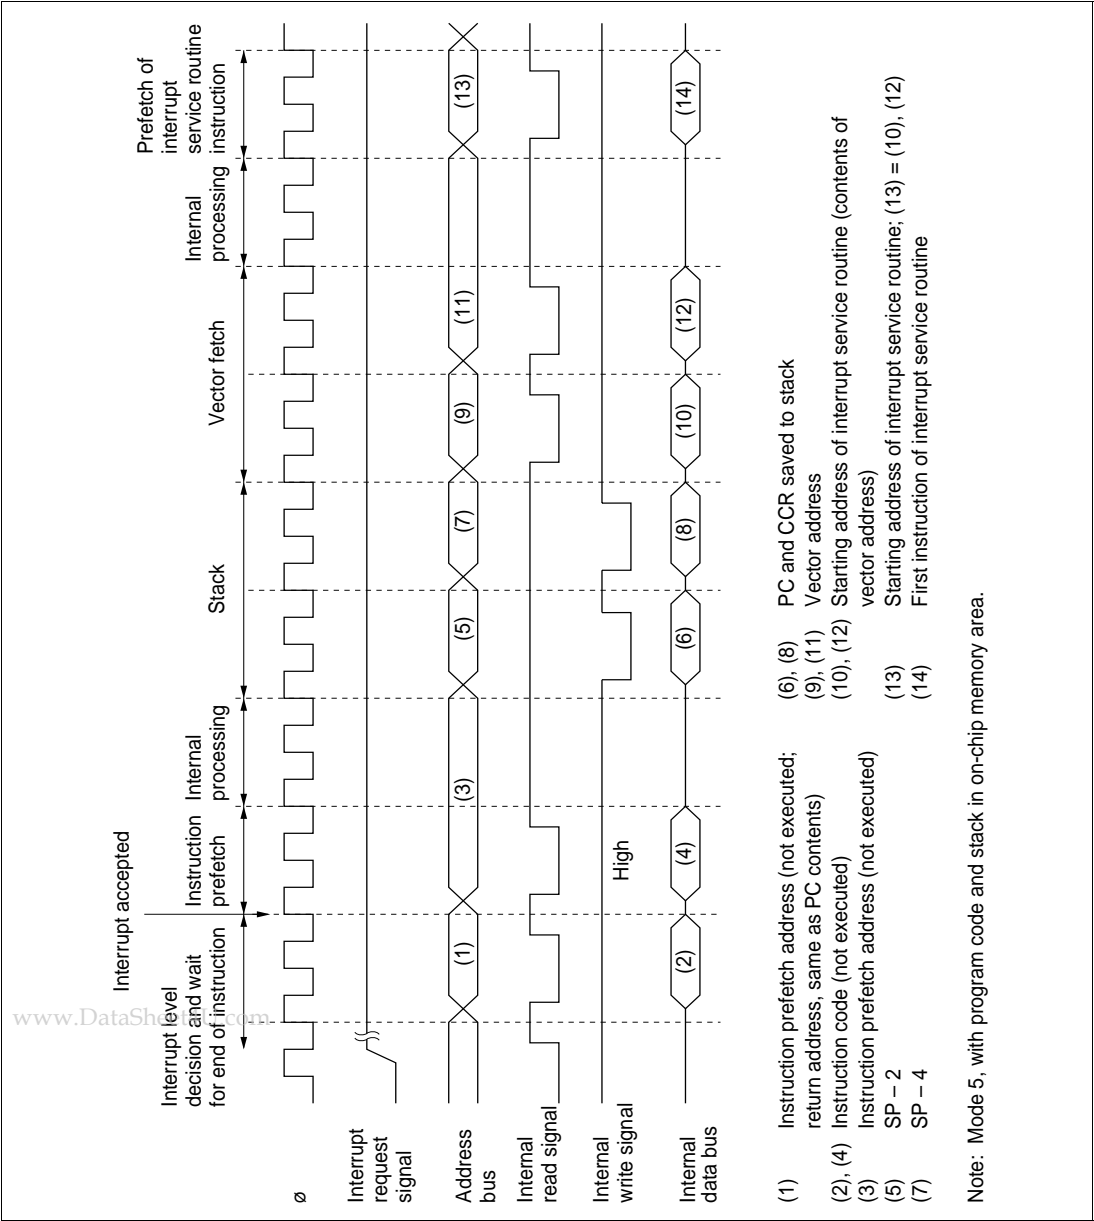 Interrupt accepted
Interrupt level
decision and wait
for end of instruction
Instruction
prefetch
Internal
processing
Stack
Vector fetch
Internal
processing
Prefetch of
interrupt
service routine
instruction
ø
Interrupt
request
signal
Address
bus
(1)
(3)
(5)
(7)
(9)
(11)
(13)
Internal
read signal
Internal
write signal
High
Internal
data bus
(2)
(4)
(6)
(8)
(10)
(12)
(14)
(1) Instruction prefetch address (not executed;
return address, same as PC contents)
(2), (4) Instruction code (not executed)
(3) Instruction prefetch address (not executed)
(5) SP – 2
(7) SP – 4
(6), (8) PC and CCR saved to stack
(9), (11) Vector address
(10), (12) Starting address of interrupt service routine (contents of
vector address)
(13) Starting address of interrupt service routine; (13) = (10), (12)
(14) First instruction of interrupt service routine
Note: Mode 5, with program code and stack in on-chip memory area.
www.DataSheet4U.com